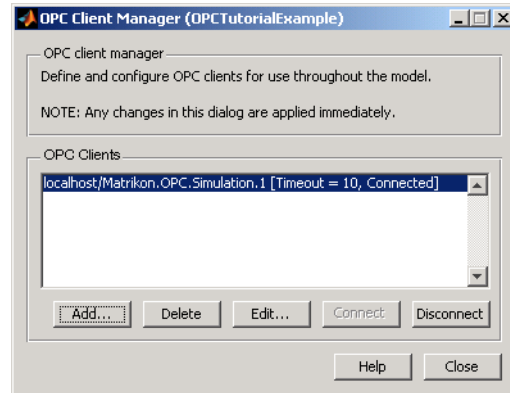 OPC Client Manager (OPCTutorialExample)
OPC client manager
Define and configure OPC clients for use throughout the model.
NOTE: Any changes in this dialog are applied immediately.
OPC Clients
localhost/Matrikon.OPC.Simulation.1 [Timeout = 10, Connected]
Add... Delete Edit... Connect Disconnect
Help Close